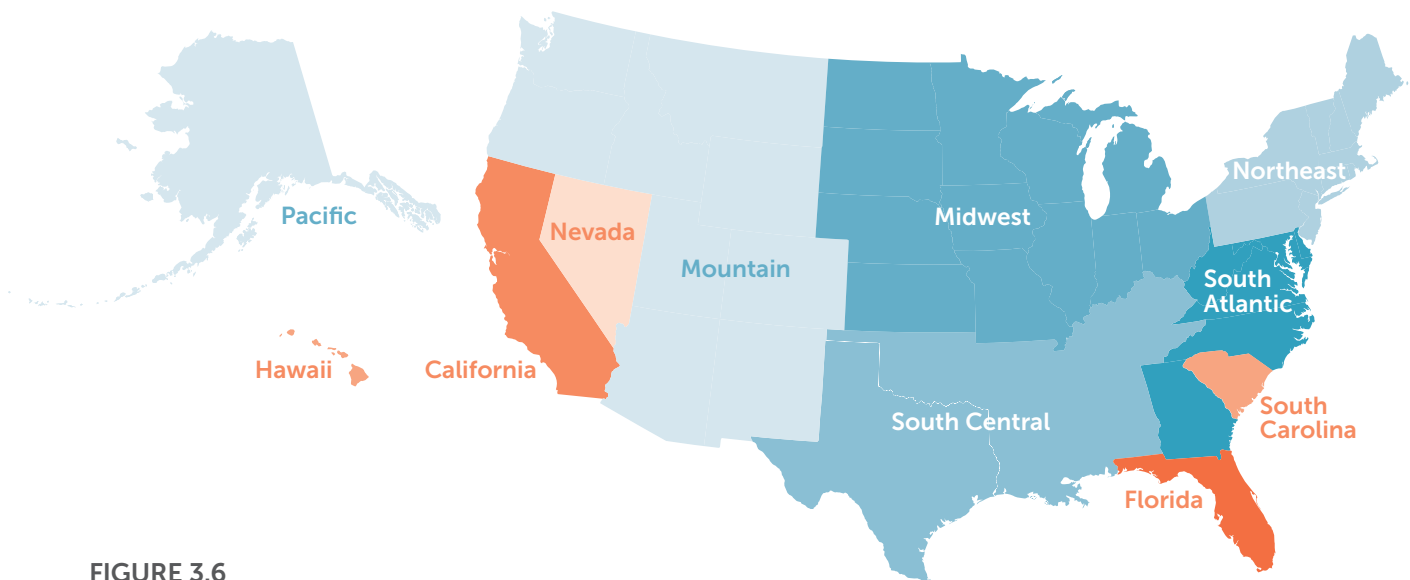 Northeast
Pacific
Midwest
Nevada
Mountain
South
Atlantic
Hawaii
California
South Central
South
Carolina
Florida
FIGURE 3.6